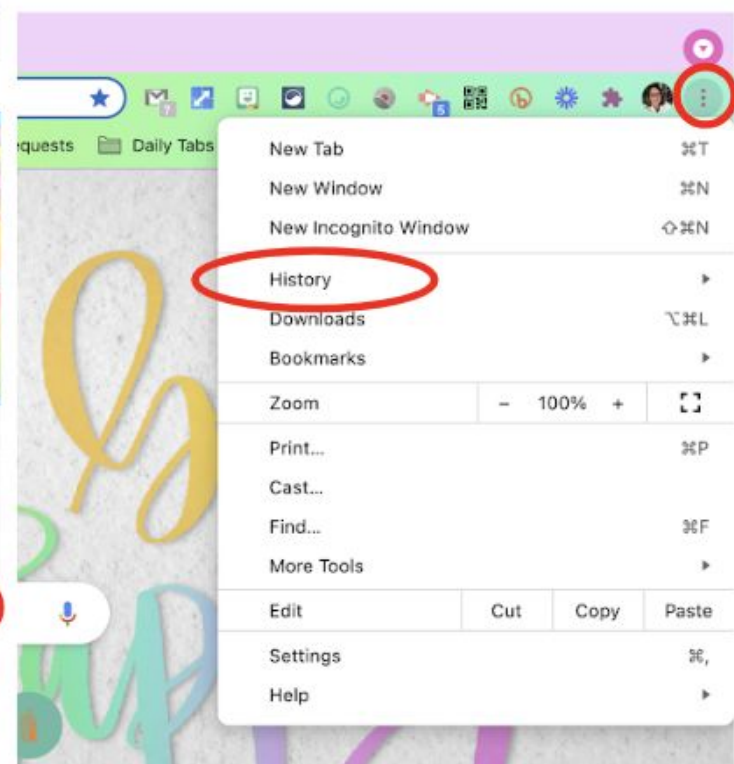 equests Daily Tabs
New Tab ⌘T
New Window ⌘N
New Incognito Window ⇧⌘N
History
Downloads ⌥⌘L
Bookmarks
Zoom - 100% +
Print... ⌘P
Cast...
Find... ⌘F
More Tools
Edit Cut Copy Paste
Settings ⌘,
Help